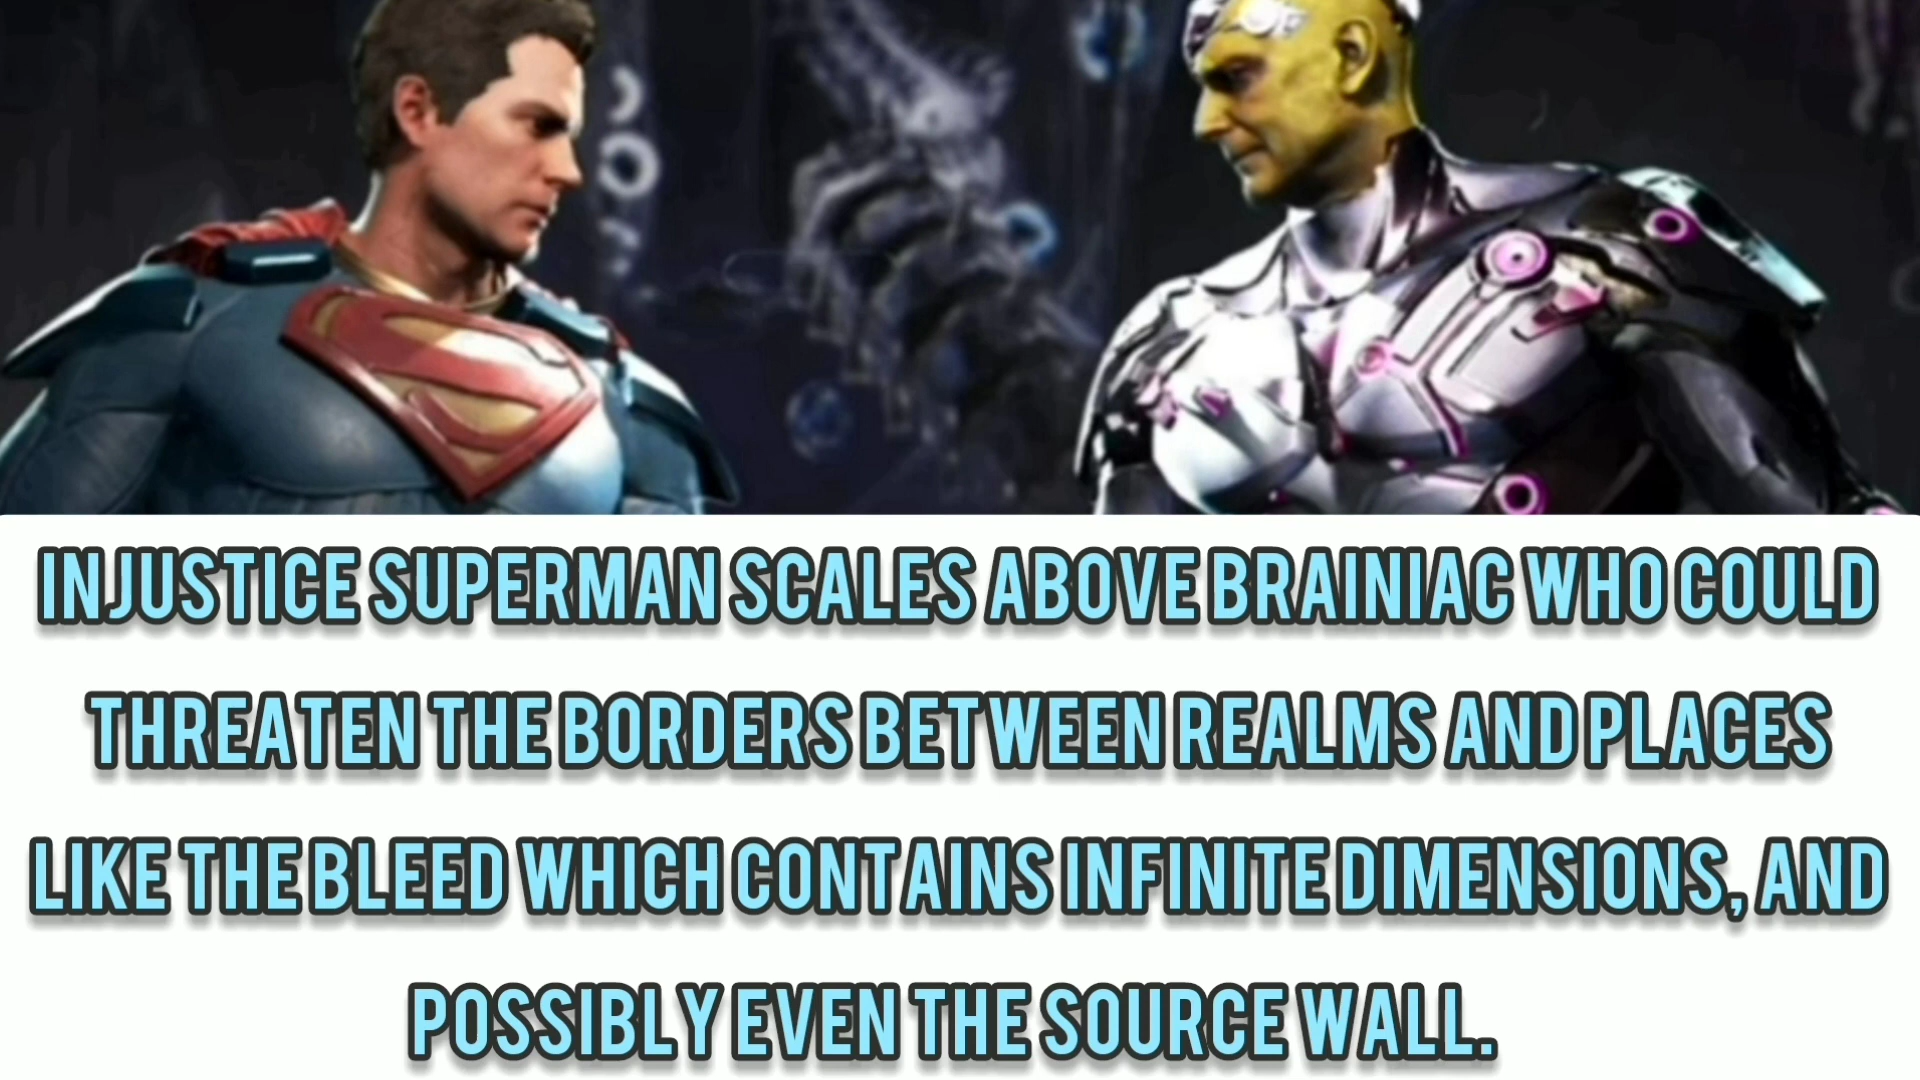 INJUSTICE SUPERMAN SCALES ABOVE BRAINIAC WHO COULD
THREATEN THE BORDERS BETWEEN REALMS AND PLACES
LIKE THE BLEED WHICH CONTAINS INFINITE DIMENSIONS, AND
POSSIBLY EVEN THE SOURCE WALL.